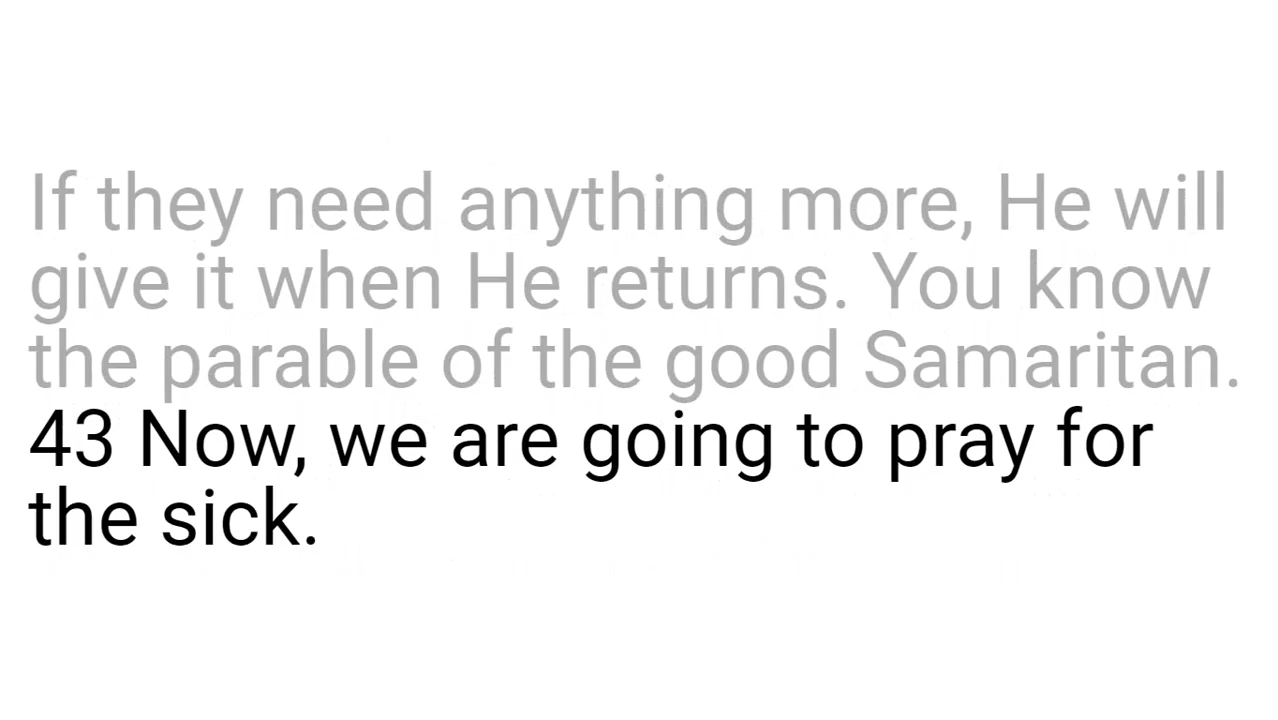 If they need anything more, He will
give it when He returns. You know
the parable of the good Samaritan.
43 Now, we are going to pray for
the sick.